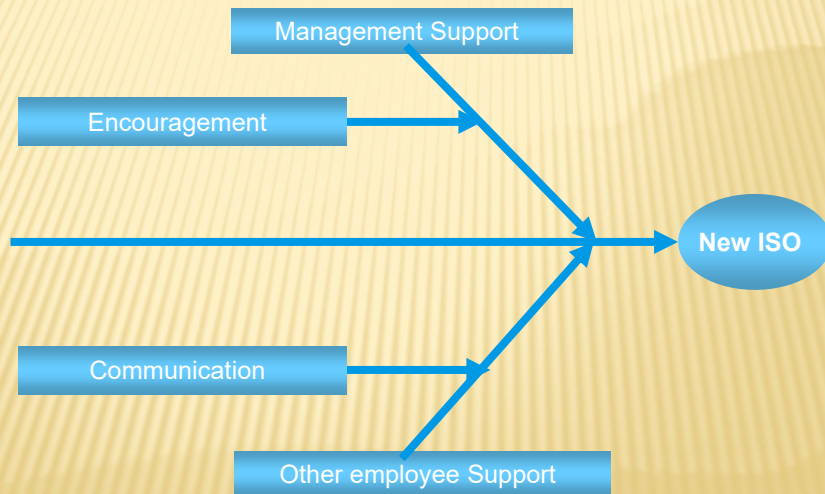 Management Support
Encouragement
New ISO
Communication
Other employee Support